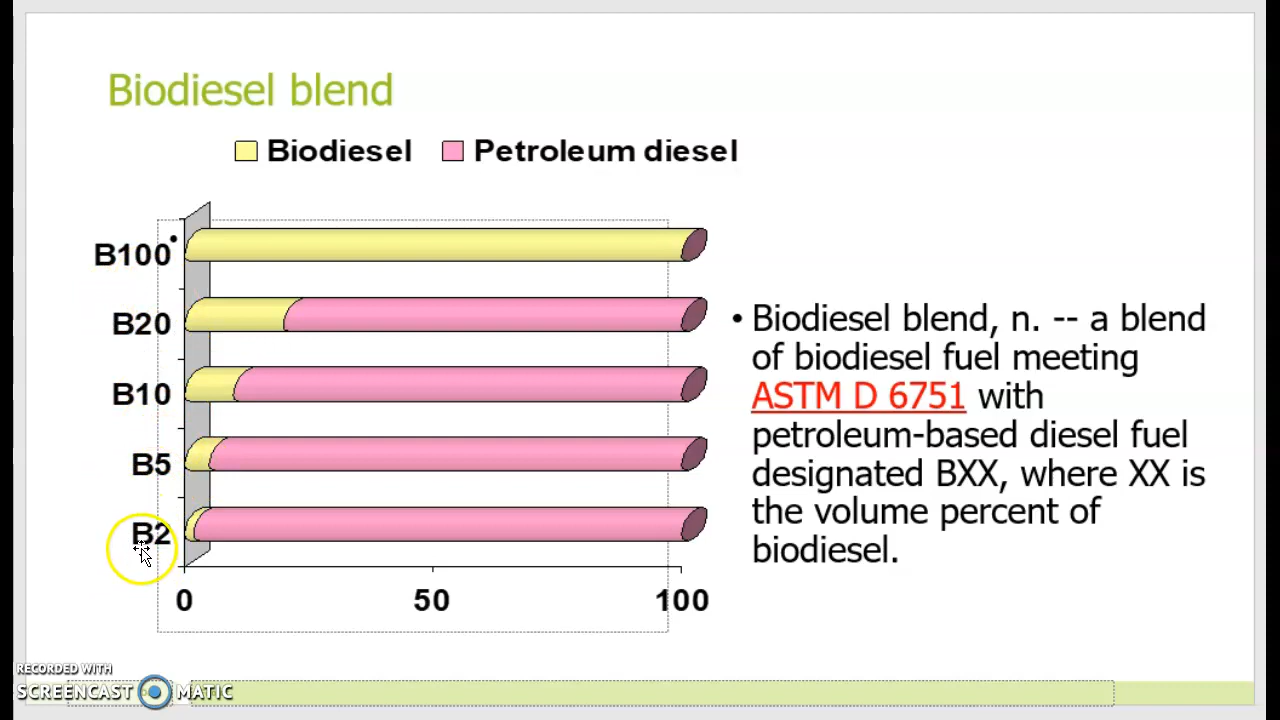 Biodiesel blend
Biodiesel Petroleum diesel
B100
B20
B10
B5
B2
0 50 100
• Biodiesel blend, n. -- a blend
of biodiesel fuel meeting
ASTM D 6751 with
petroleum-based diesel fuel
designated BXX, where XX is
the volume percent of
biodiesel.
RECORDED WITH
SCREENCAST MATIC